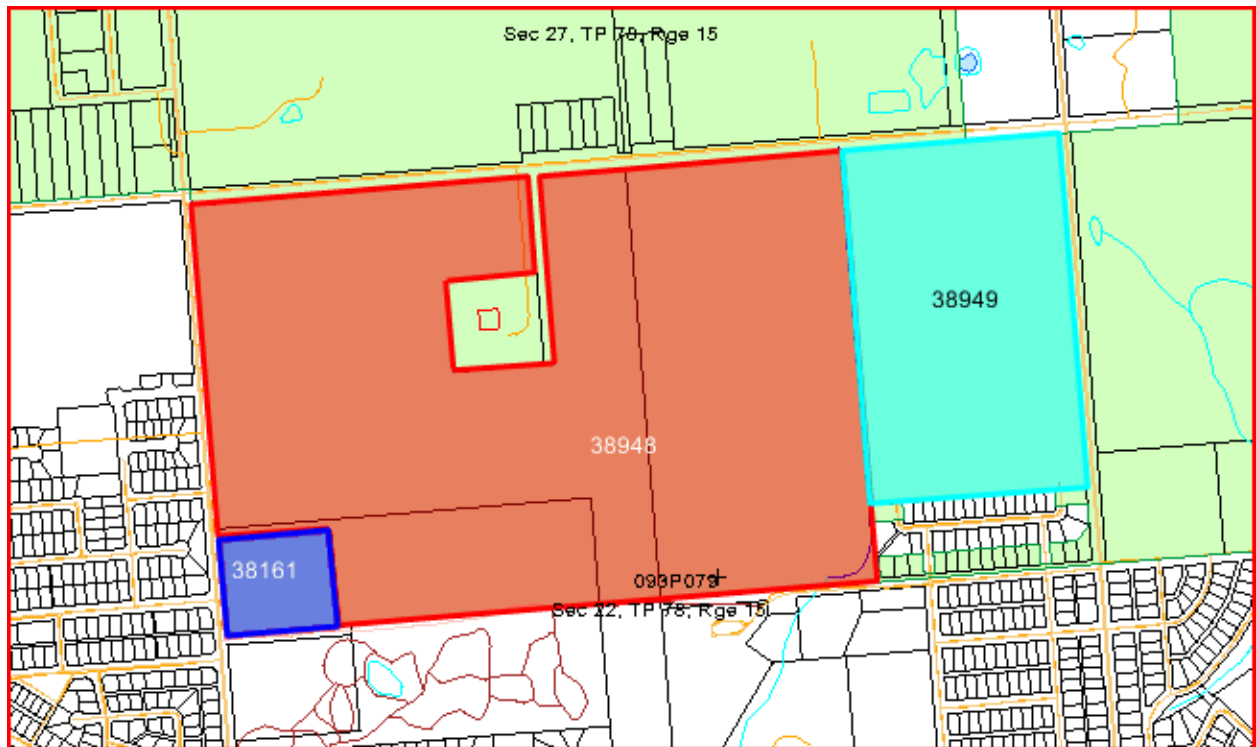 Sec 27, TP 78, Rge 15
38949
38948
38161
093P079
Sec 22, TP 78, Rge 15